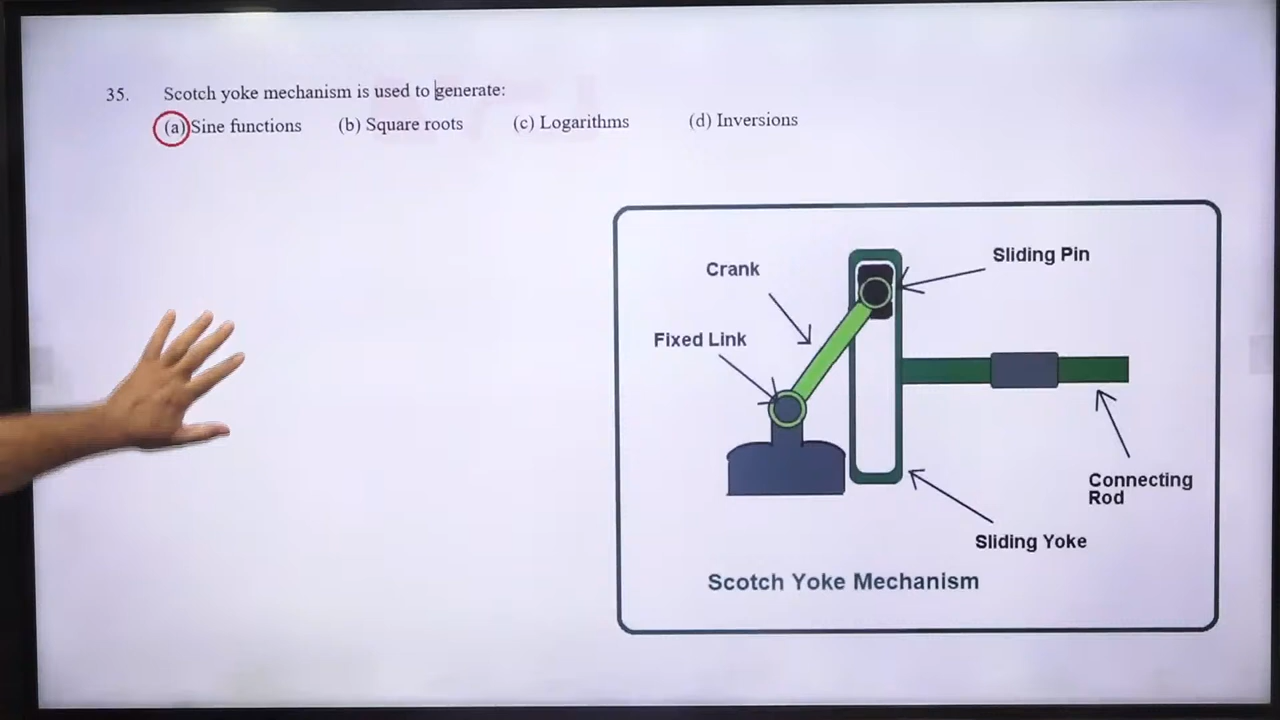 35. Scotch yoke mechanism is used to generate:
(a) Sine functions (b) Square roots (c) Logarithms (d) Inversions
Sliding Pin
Crank
Fixed Link
Connecting
Rod
Sliding Yoke
Scotch Yoke Mechanism